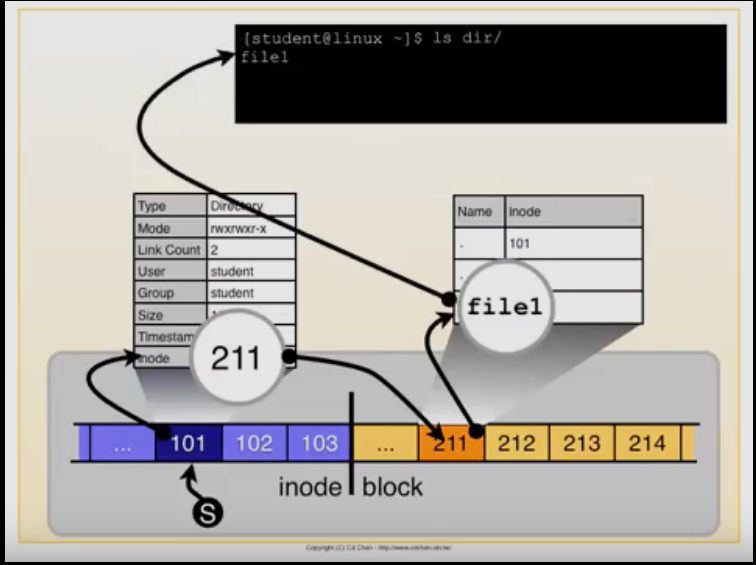 [student@linux ~]$ ls dir/
file1
Type Directory
Mode rwxrwxr-x
Link Count 2
User student
Group student
Size
Timestam
inode 211
Name inode
. 101
.
file1
... 101 102 103 ... 211 212 213 214
inode block
S
Copyright (C) Cd Chen - http://www.cdchen.idv.tw/